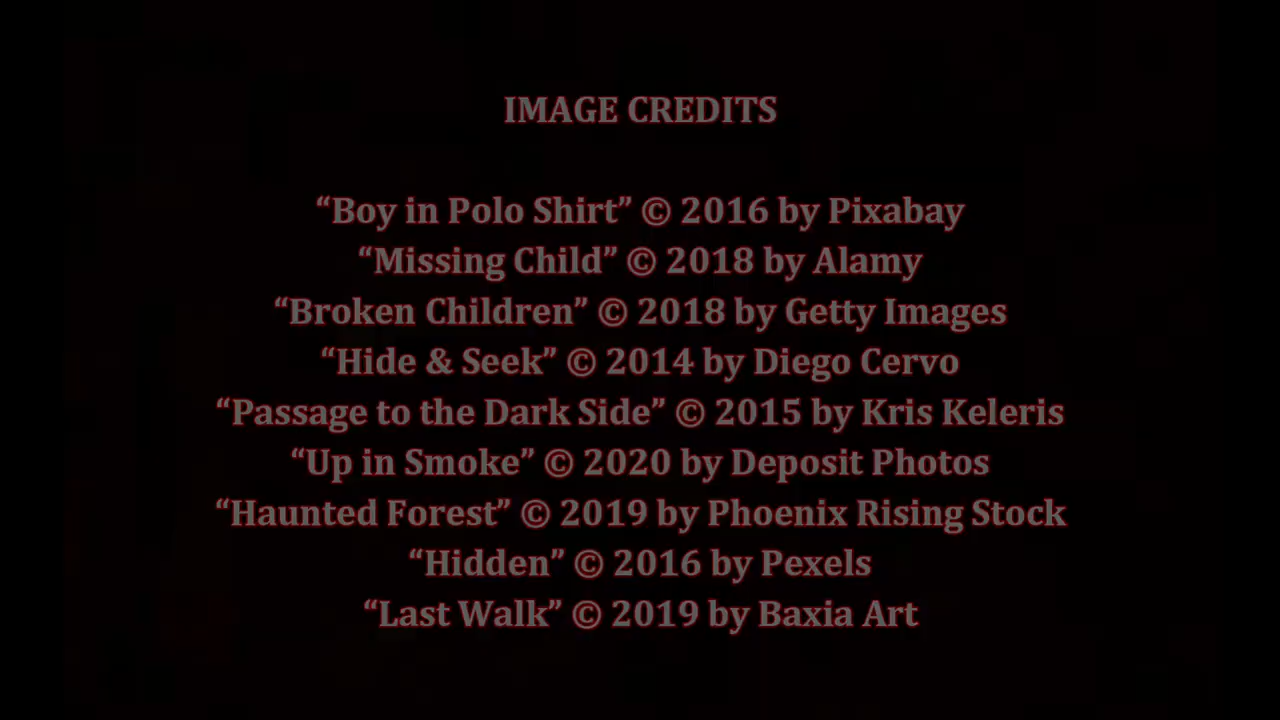 IMAGE CREDITS
“Boy in Polo Shirt” © 2016 by Pixabay
“Missing Child” © 2018 by Alamy
“Broken Children” © 2018 by Getty Images
“Hide & Seek” © 2014 by Diego Cervo
“Passage to the Dark Side” © 2015 by Kris Keleris
“Up in Smoke” © 2020 by Deposit Photos
“Haunted Forest” © 2019 by Phoenix Rising Stock
“Hidden” © 2016 by Pexels
“Last Walk” © 2019 by Baxia Art